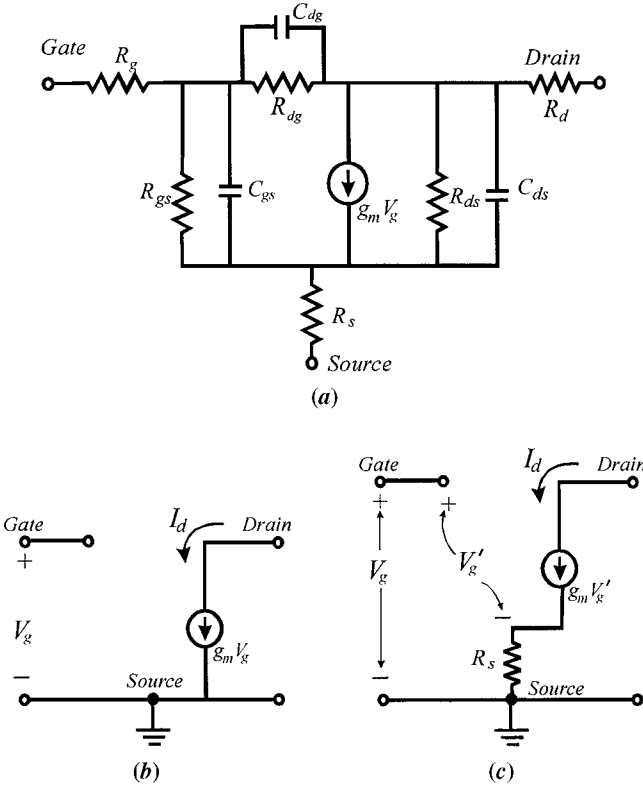 C_dg
Gate
R_g
Drain
R_dg
R_d
R_gs
C_gs
g_m V_g
R_ds
C_ds
R_s
Source
(a)
Gate
+
V_g
−
I_d
Drain
g_m V_g
Source
(b)
Gate
+
V_g
−
+
V_g′
−
I_d
Drain
g_m V_g′
R_s
Source
(c)